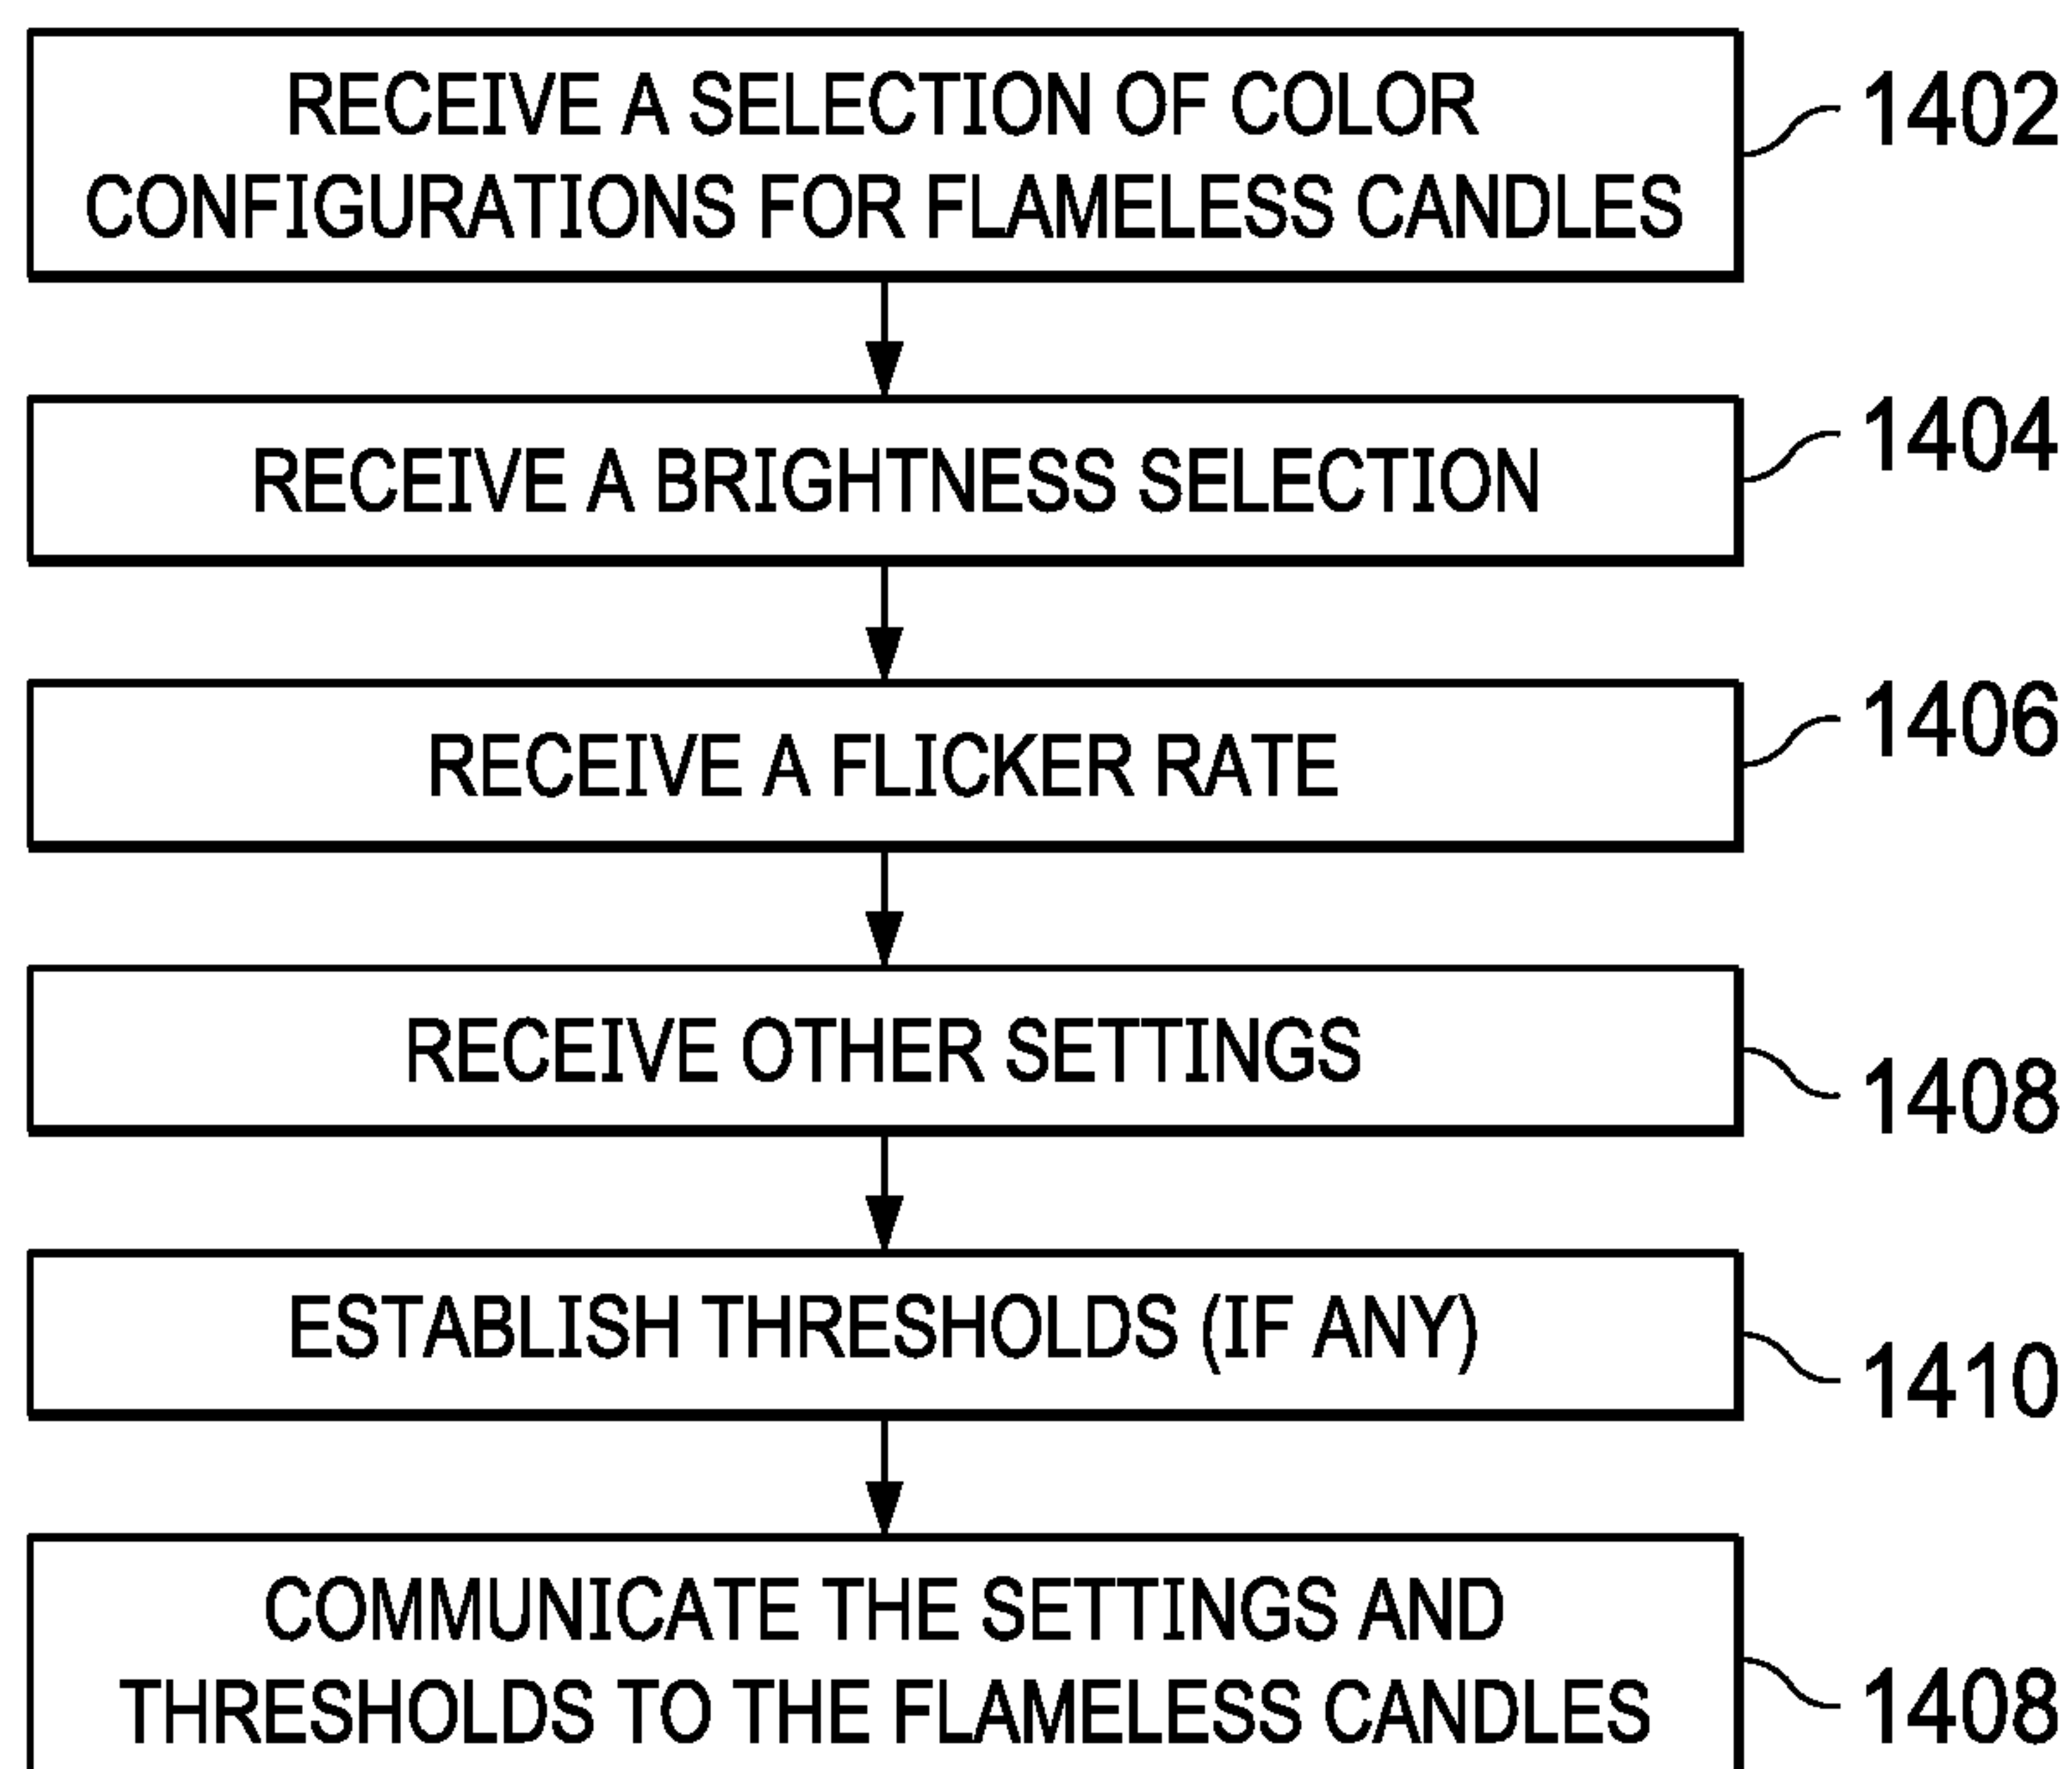 RECEIVE A SELECTION OF COLOR
CONFIGURATIONS FOR FLAMELESS CANDLES
1402
RECEIVE A BRIGHTNESS SELECTION
1404
RECEIVE A FLICKER RATE
1406
RECEIVE OTHER SETTINGS
1408
ESTABLISH THRESHOLDS (IF ANY)
1410
COMMUNICATE THE SETTINGS AND
THRESHOLDS TO THE FLAMELESS CANDLES
1408